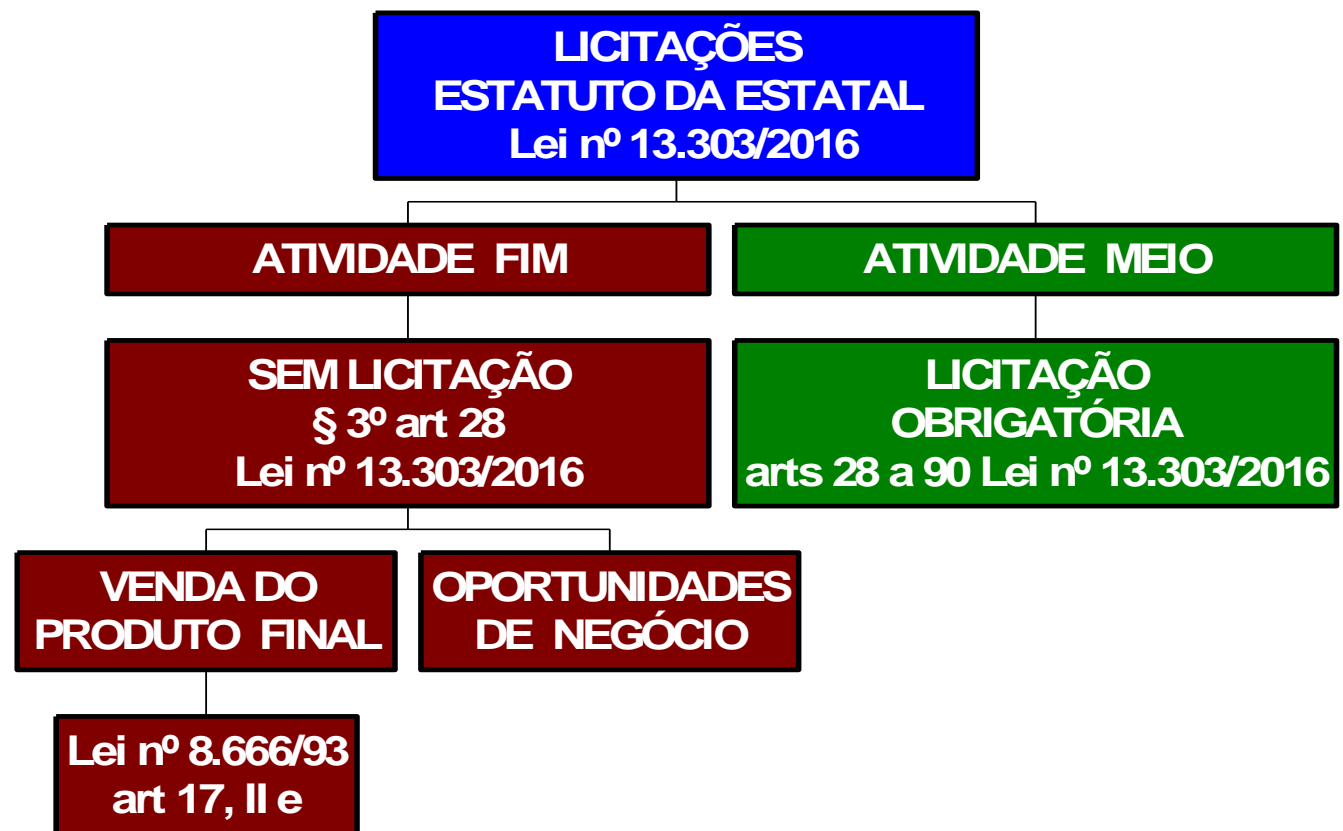 LICITAÇÕES
ESTATUTO DA ESTATAL
Lei nº 13.303/2016
ATIVIDADE FIM
ATIVIDADE MEIO
SEM LICITAÇÃO
§ 3º art 28
Lei nº 13.303/2016
LICITAÇÃO
OBRIGATÓRIA
arts 28 a 90 Lei nº 13.303/2016
VENDA DO
PRODUTO FINAL
OPORTUNIDADES
DE NEGÓCIO
Lei nº 8.666/93
art 17, II e